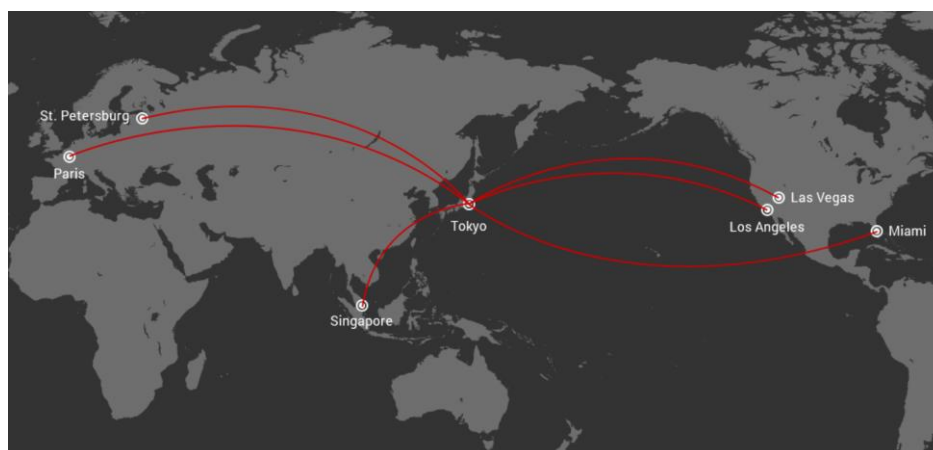 St. Petersburg
Paris
Tokyo
Singapore
Las Vegas
Los Angeles
Miami